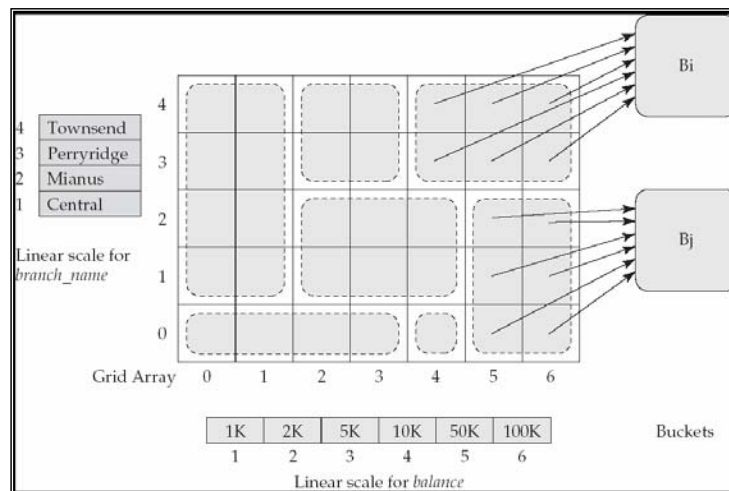 Bi
4
3
2
1
0
4 Townsend
3 Perryridge
2 Mianus
1 Central
Linear scale for
branch_name
Bj
Grid Array 0 1 2 3 4 5 6
1K 2K 5K 10K 50K 100K
1 2 3 4 5 6
Linear scale for balance
Buckets